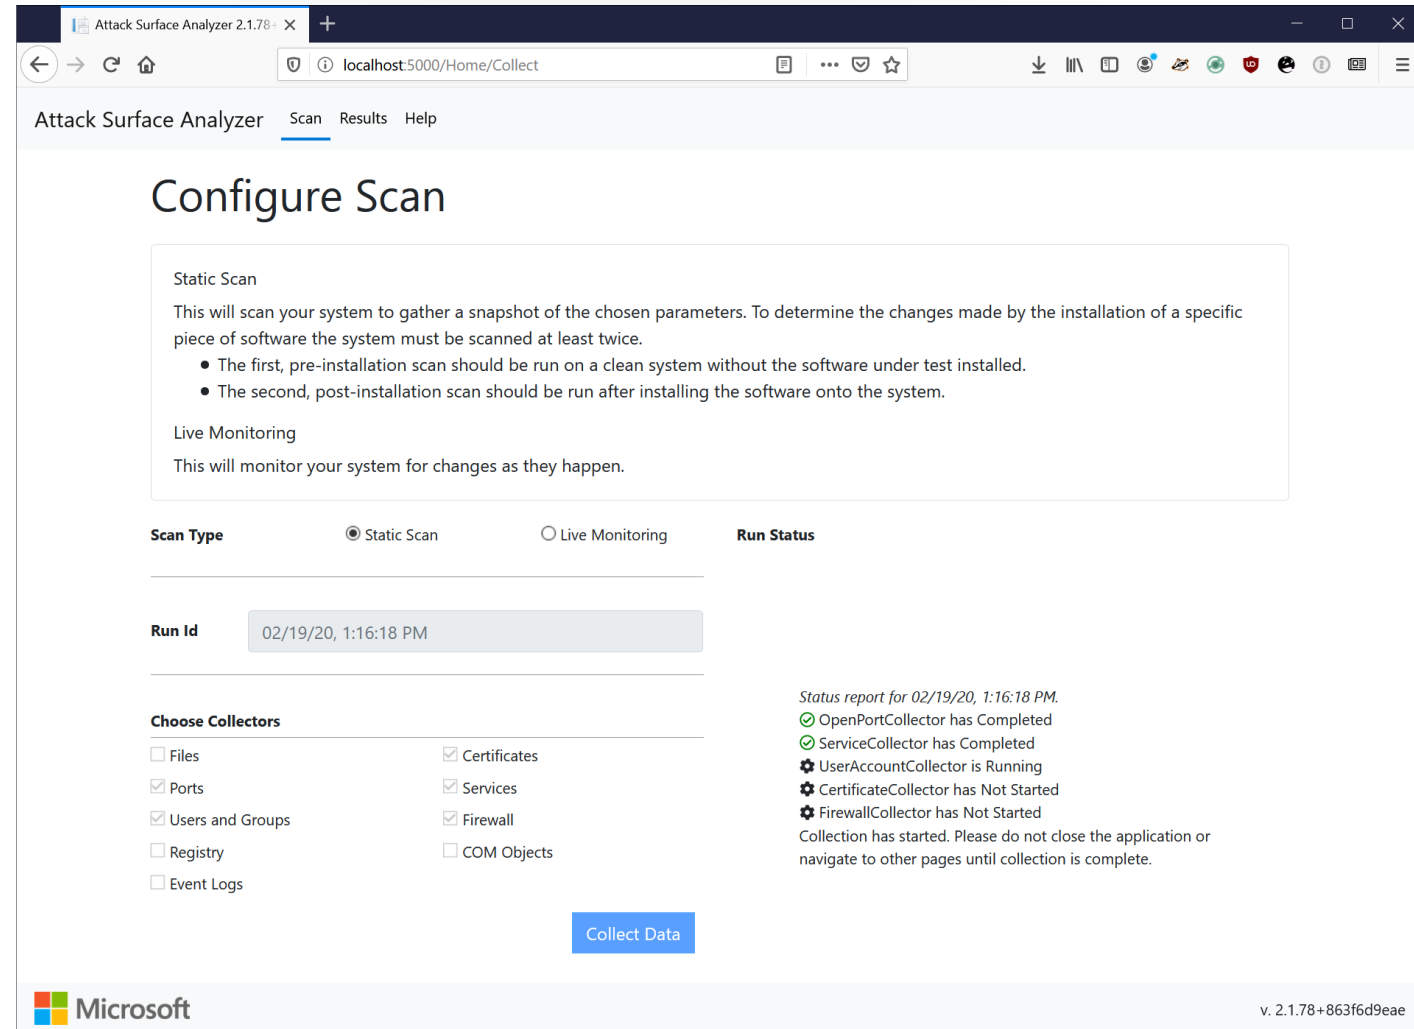 Attack Surface Analyzer 2.1.78+
localhost:5000/Home/Collect
Attack Surface Analyzer Scan Results Help
Configure Scan
Static Scan
This will scan your system to gather a snapshot of the chosen parameters. To determine the changes made by the installation of a specific
piece of software the system must be scanned at least twice.
The first, pre-installation scan should be run on a clean system without the software under test installed.
The second, post-installation scan should be run after installing the software onto the system.
Live Monitoring
This will monitor your system for changes as they happen.
Scan Type Static Scan Live Monitoring
Run Id 02/19/20, 1:16:18 PM
Choose Collectors
Files Certificates
Ports Services
Users and Groups Firewall
Registry COM Objects
Event Logs
Collect Data
Run Status
Status report for 02/19/20, 1:16:18 PM.
OpenPortCollector has Completed
ServiceCollector has Completed
UserAccountCollector is Running
CertificateCollector has Not Started
FirewallCollector has Not Started
Collection has started. Please do not close the application or
navigate to other pages until collection is complete.
Microsoft
v. 2.1.78+863f6d9eae